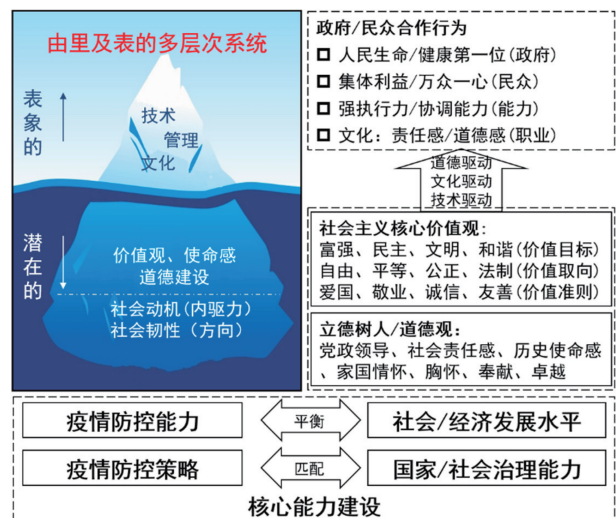 由里及表的多层次系统
表象的
技术
管理
文化
潜在的
价值观、使命感
道德建设
社会动机(内驱力)
社会韧性（方向）
政府/民众合作行为
人民生命/健康第一位(政府)
集体利益/万众一心(民众)
强执行力/协调能力(能力)
文化：责任感/道德感(职业)
道德驱动
文化驱动
技术驱动
社会主义核心价值观：
富强、民主、文明、和谐(价值目标)
自由、平等、公正、法制(价值取向)
爱国、敬业、诚信、友善(价值准则)
立德树人/道德观：
党政领导、社会责任感、历史使命感
、家国情怀、胸怀、奉献、卓越
疫情防控能力
平衡
社会/经济发展水平
疫情防控策略
匹配
国家/社会治理能力
核心能力建设